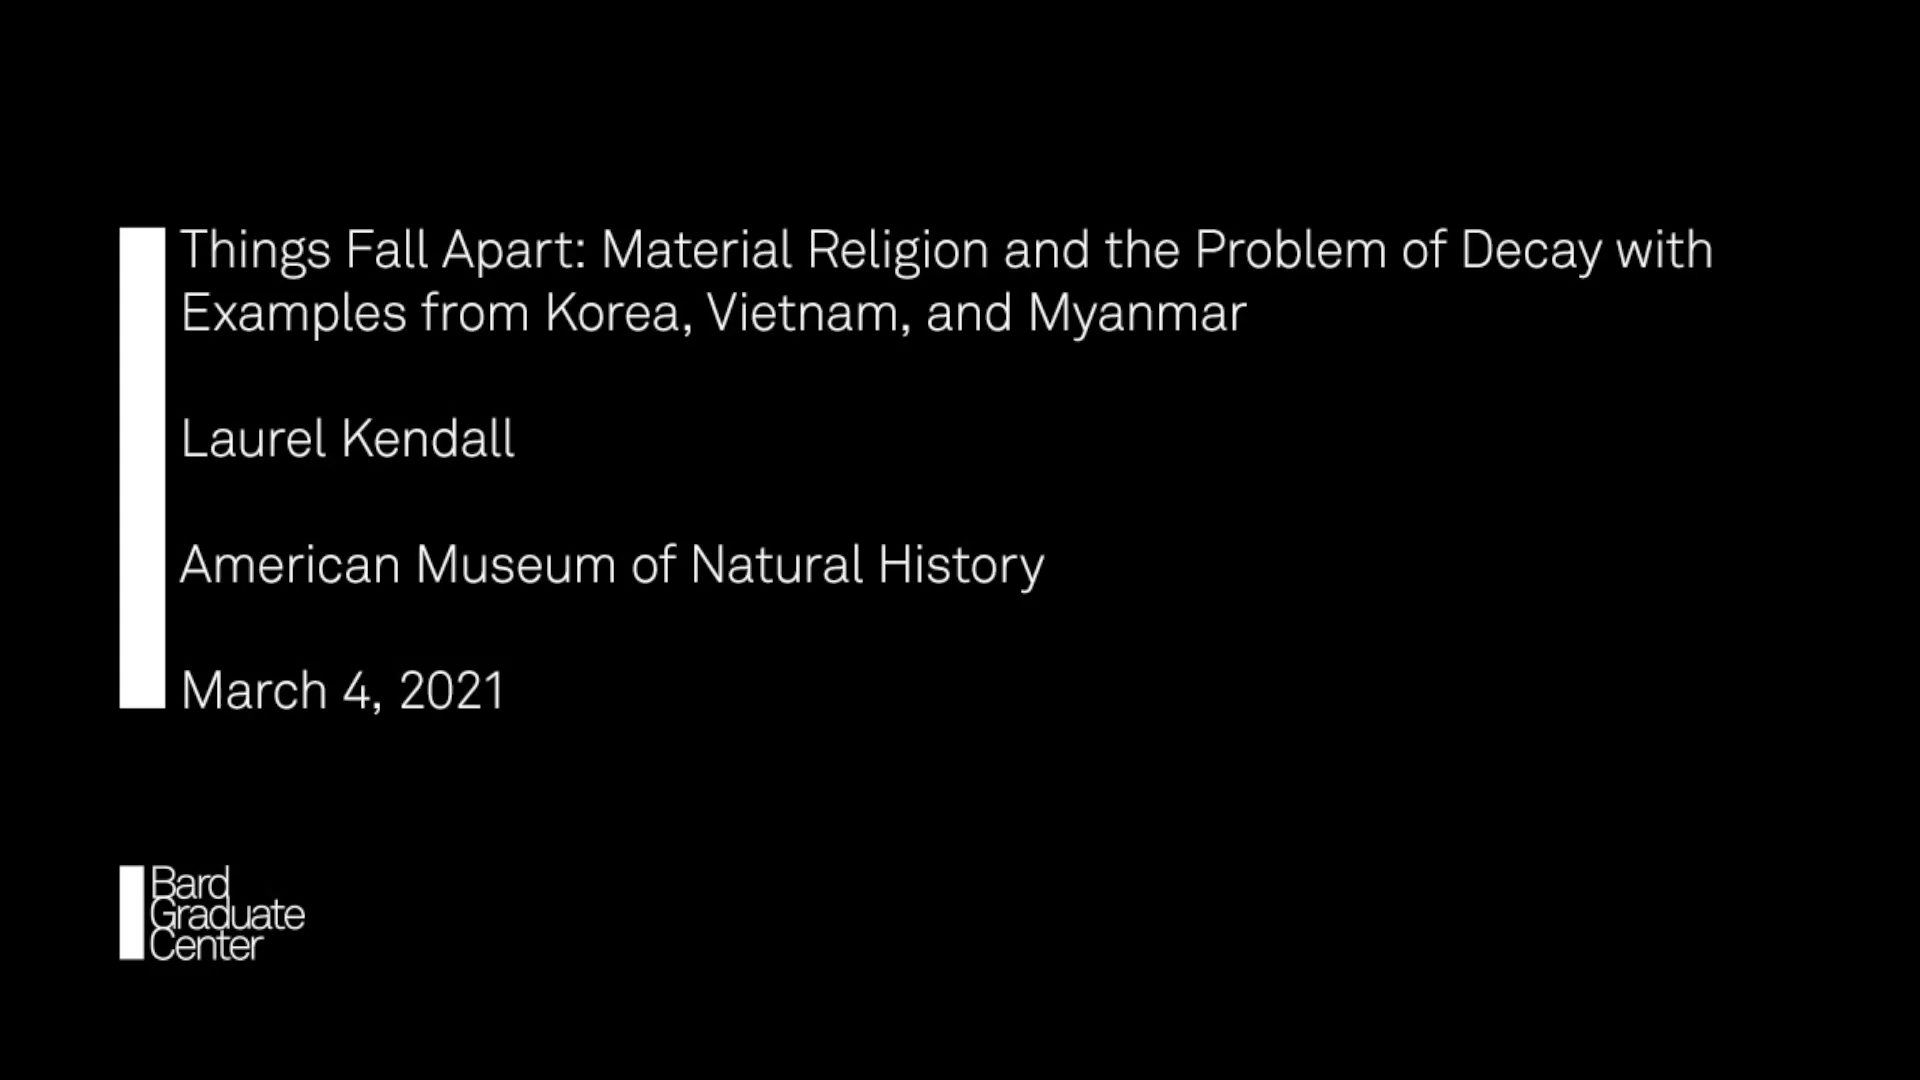 Things Fall Apart: Material Religion and the Problem of Decay with
Examples from Korea, Vietnam, and Myanmar
Laurel Kendall
American Museum of Natural History
March 4, 2021
Bard
Graduate
Center